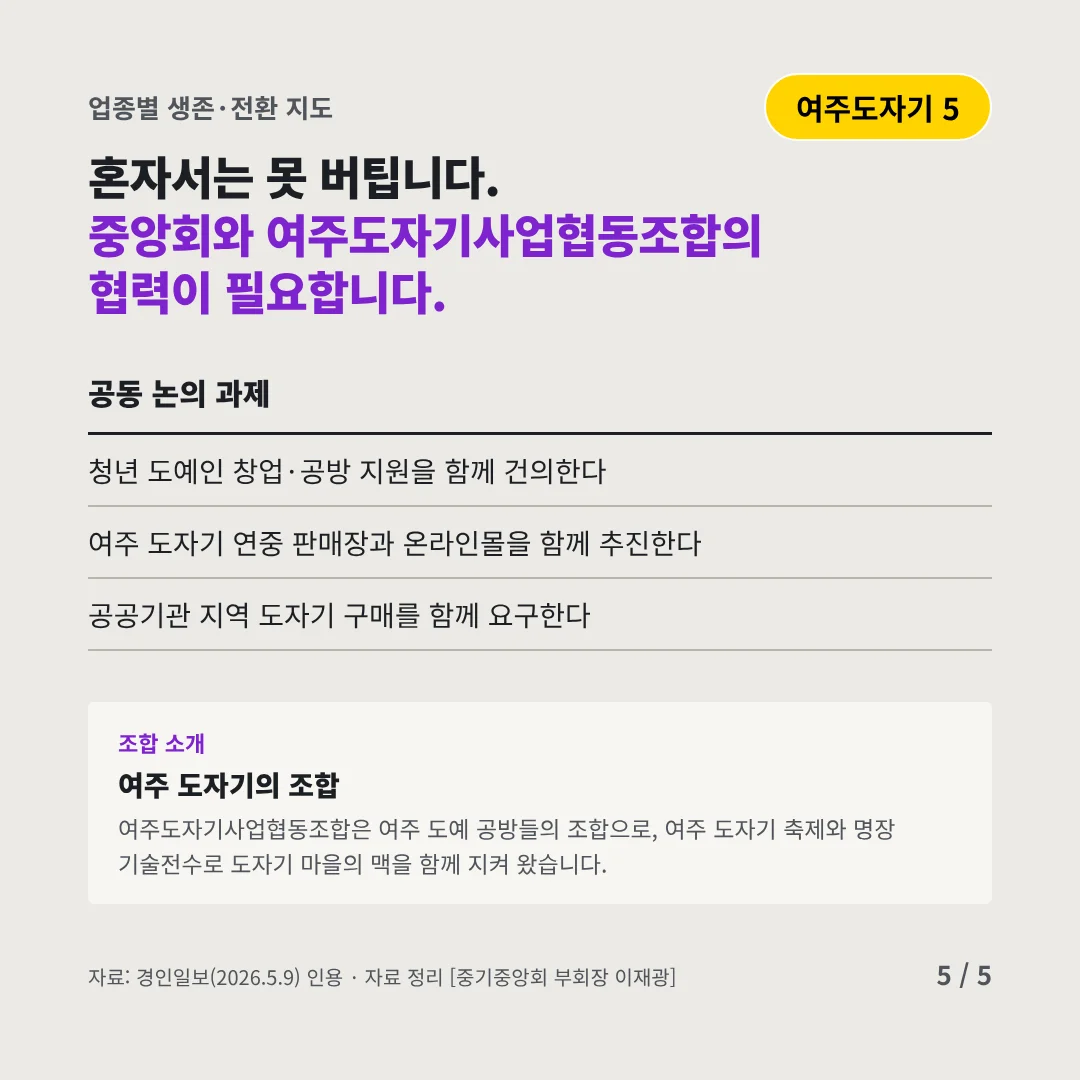 업종별 생존·전환 지도
여주도자기 5
혼자서는 못 버팁니다.
중앙회와 여주도자기사업협동조합의
협력이 필요합니다.
공동 논의 과제
청년 도예인 창업·공방 지원을 함께 건의한다
여주 도자기 연중 판매장과 온라인몰을 함께 추진한다
공공기관 지역 도자기 구매를 함께 요구한다
조합 소개
여주 도자기의 조합
여주도자기사업협동조합은 여주 도예 공방들의 조합으로, 여주 도자기 축제와 명장
기술전수로 도자기 마을의 맥을 함께 지켜 왔습니다.
자료: 경인일보(2026.5.9) 인용 · 자료 정리 [중기중앙회 부회장 이재광]
5 / 5